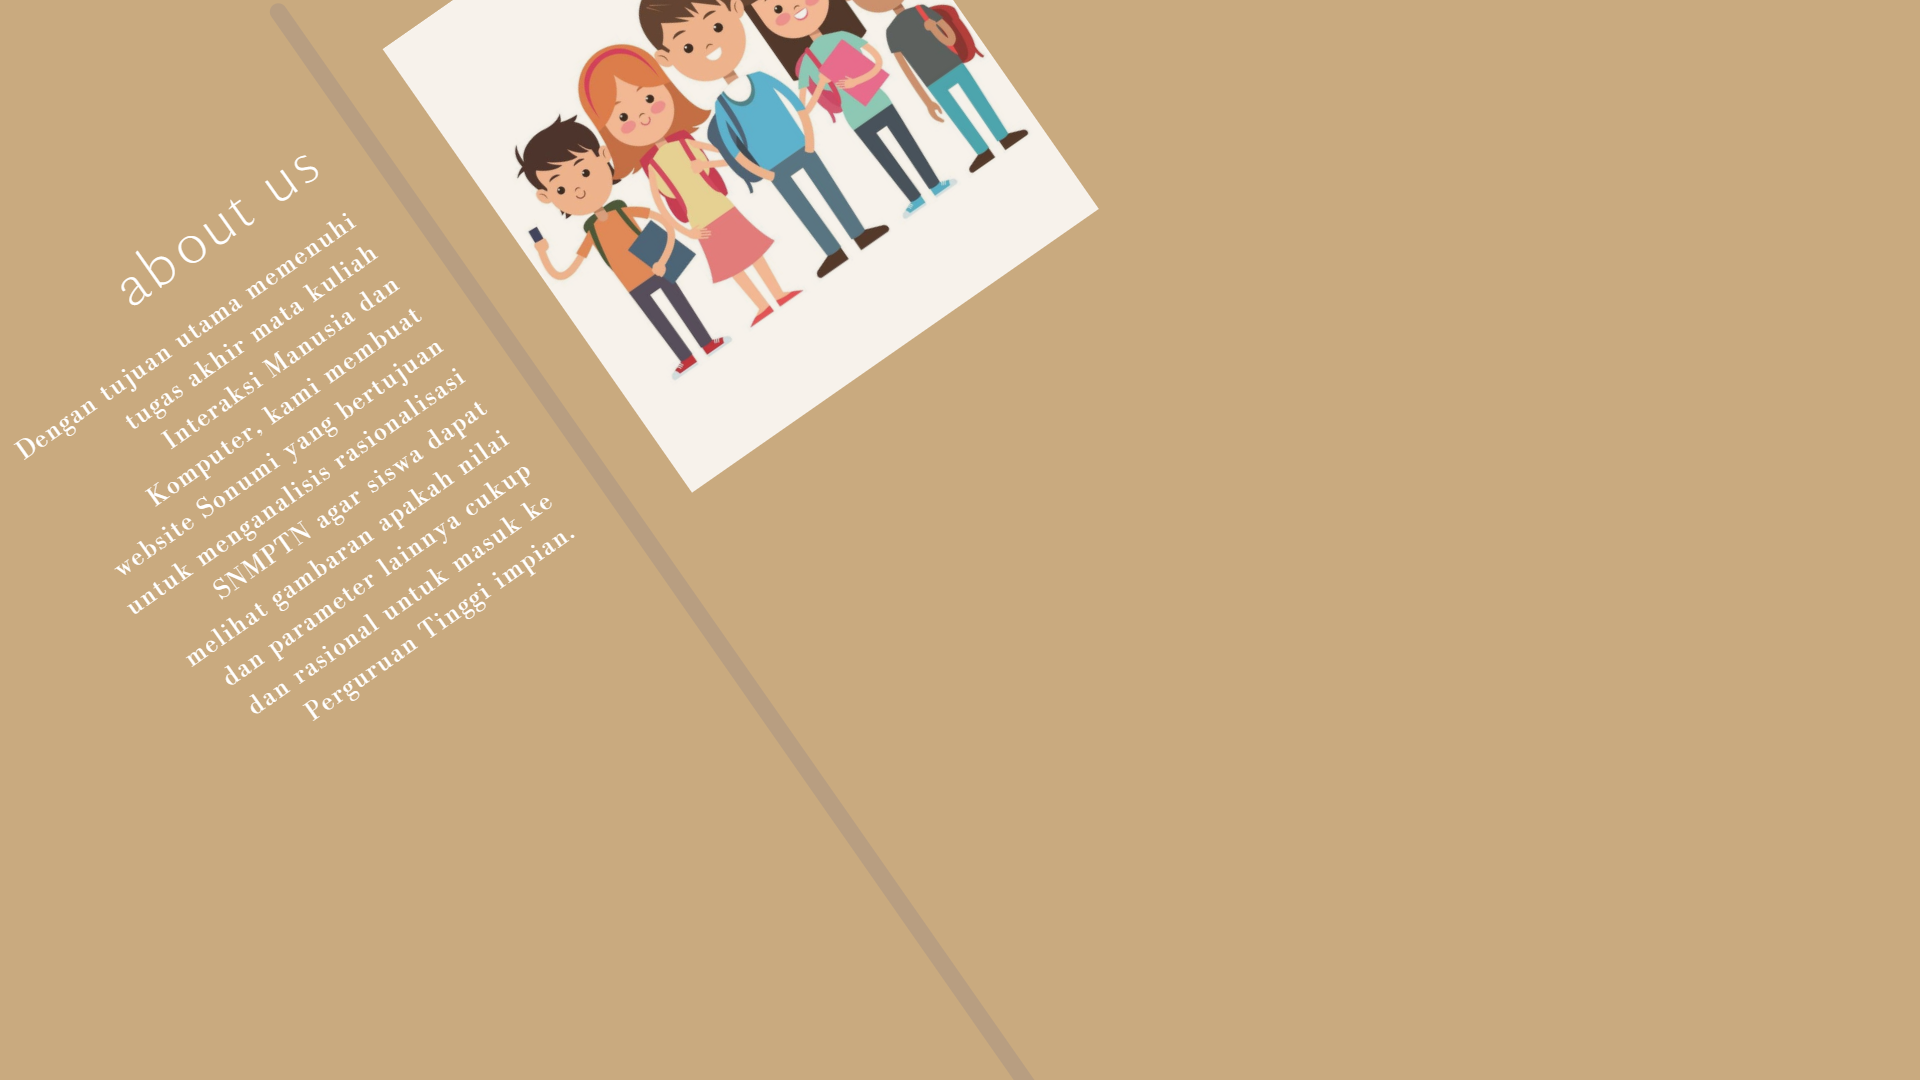 about us
Dengan tujuan utama memenuhi
tugas akhir mata kuliah
Interaksi Manusia dan
Komputer, kami membuat
website Sonumi yang bertujuan
untuk menganalisis rasionalisasi
SNMPTN agar siswa dapat
melihat gambaran apakah nilai
dan parameter lainnya cukup
dan rasional untuk masuk ke
Perguruan Tinggi impian.